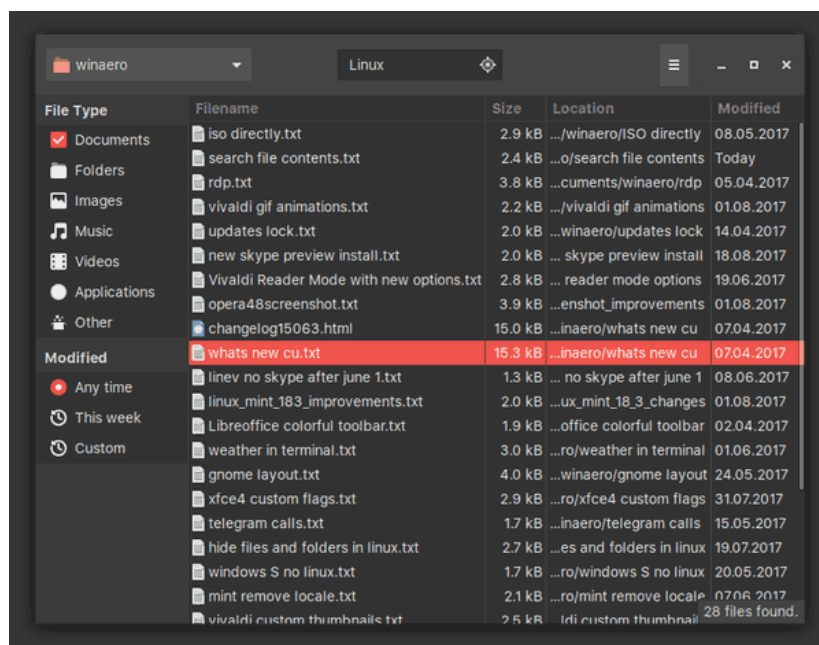 winaero Linux
File Type Filename Size Location Modified
Documents iso directly.txt 2.9 kB .../winaero/ISO directly 08.05.2017
search file contents.txt 2.4 kB ...o/search file contents Today
Folders rdp.txt 3.8 kB ...cuments/winaero/rdp 05.04.2017
Images vivaldi gif animations.txt 2.2 kB .../vivaldi gif animations 01.08.2017
Music updates lock.txt 2.0 kB ...winaero/updates lock 14.04.2017
new skype preview install.txt 2.0 kB ... skype preview install 18.08.2017
Videos Vivaldi Reader Mode with new options.txt 2.8 kB ... reader mode options 19.06.2017
Applications opera48screenshot.txt 3.9 kB ...enshot_improvements 01.08.2017
Other changelog15063.html 15.0 kB ...inaero/whats new cu 07.04.2017
Modified whats new cu.txt 15.3 kB ...inaero/whats new cu 07.04.2017
Any time linev no skype after june 1.txt 1.3 kB ... no skype after june 1 08.06.2017
linux_mint_183_improvements.txt 2.0 kB ...ux_mint_18_3_changes 01.08.2017
This week Libreoffice colorful toolbar.txt 1.9 kB ...office colorful toolbar 02.04.2017
Custom weather in terminal.txt 3.0 kB ...ro/weather in terminal 01.06.2017
gnome layout.txt 4.0 kB ...winaero/gnome layout 24.05.2017
xfce4 custom flags.txt 2.9 kB ...ro/xfce4 custom flags 31.07.2017
telegram calls.txt 1.7 kB ...inaero/telegram calls 15.05.2017
hide files and folders in linux.txt 2.7 kB ...es and folders in linux 19.07.2017
windows S no linux.txt 1.7 kB ...ro/windows S no linux 20.05.2017
mint remove locale.txt 2.1 kB ...ro/mint remove locale 07.06.2017
vivaldi custom thumbnails.txt 2.5 kB ...ldi custom thumbnail
28 files found.